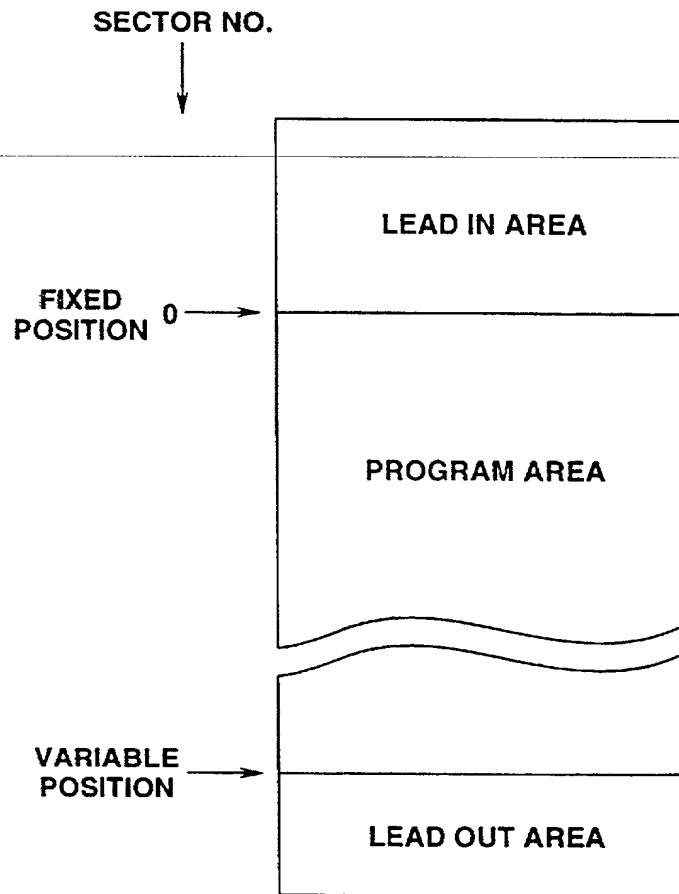 SECTOR NO.
LEAD IN AREA
FIXED
POSITION 0
PROGRAM AREA
VARIABLE
POSITION
LEAD OUT AREA